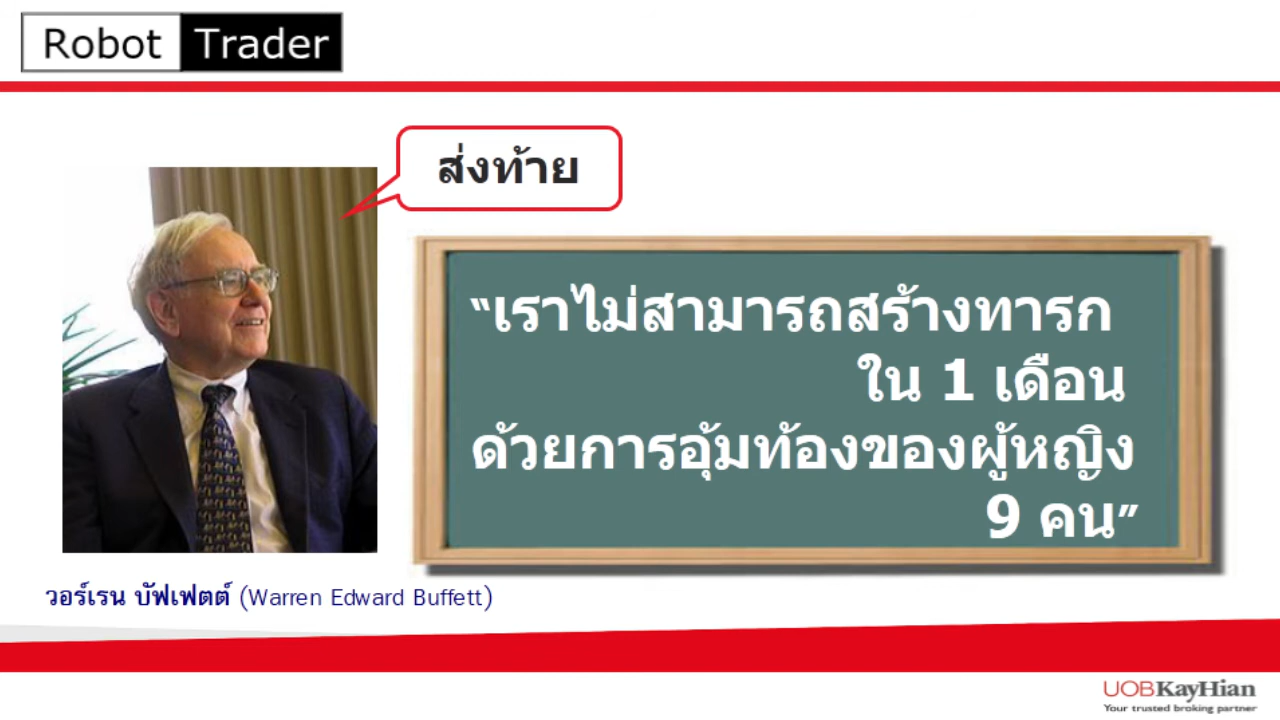 Robot Trader
ส่งท้าย
“เราไม่สามารถสร้างทารก
ใน 1 เดือน
ด้วยการอุ้มท้องของผู้หญิง
9 คน”
วอร์เรน บัฟเฟตต์ (Warren Edward Buffett)
UOBKayHian
Your trusted broking partner